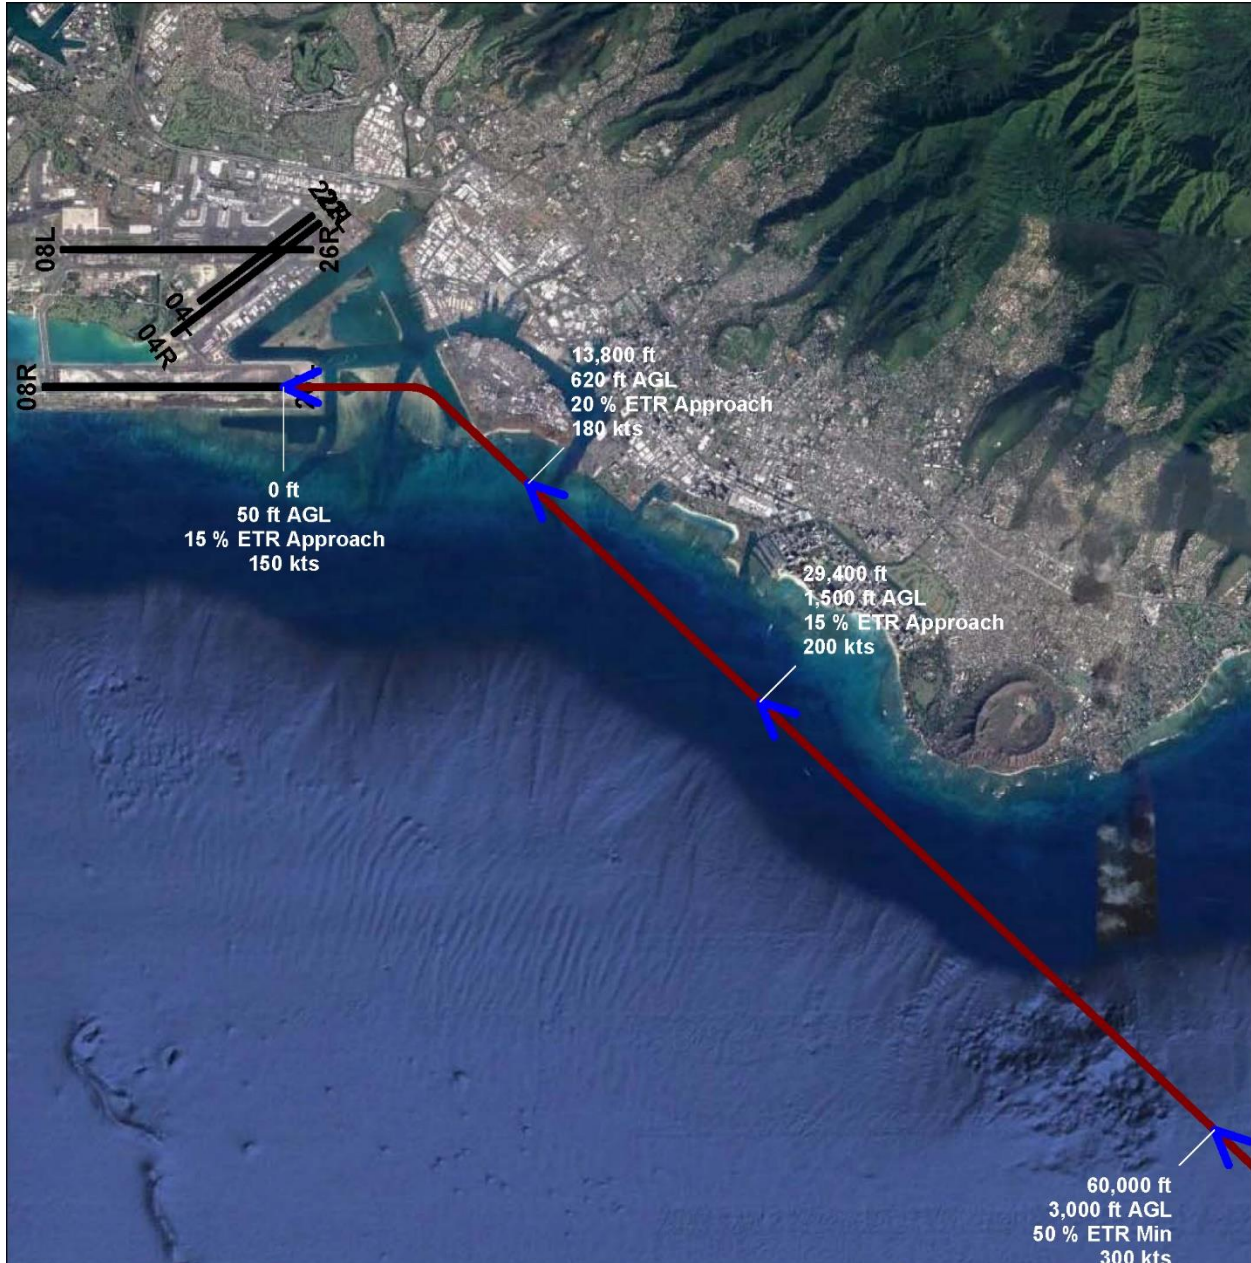 08L
26R
04R
08R
13,800 ft
620 ft AGL
20 % ETR Approach
180 kts
0 ft
50 ft AGL
15 % ETR Approach
150 kts
29,400 ft
1,500 ft AGL
15 % ETR Approach
200 kts
60,000 ft
3,000 ft AGL
50 % ETR Min
300 kts